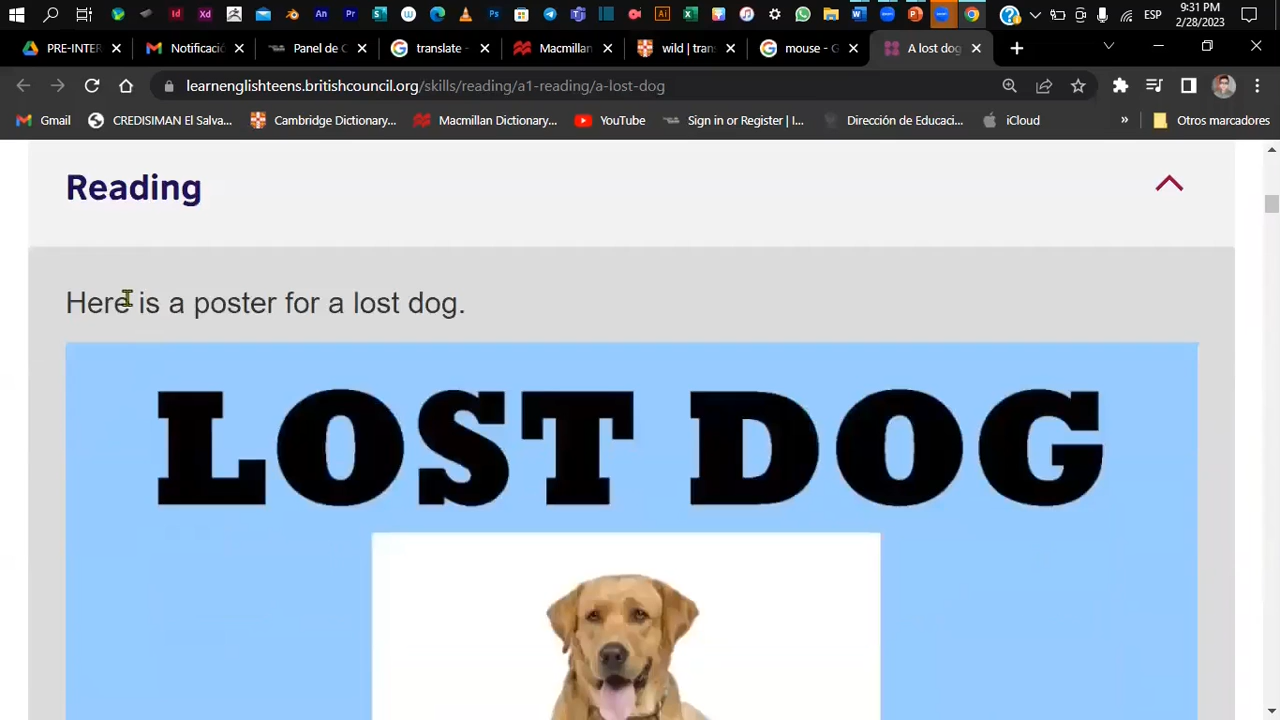 ESP
9:31 PM
2/28/2023
PRE-INTER
Notificació
Panel de C
translate -
Macmillan
wild | trans
mouse - G
A lost dog
learnenglishteens.britishcouncil.org/skills/reading/a1-reading/a-lost-dog
Gmail
CREDISIMAN El Salva...
Cambridge Dictionary...
Macmillan Dictionary...
YouTube
Sign in or Register | I...
Dirección de Educaci...
iCloud
»
Otros marcadores
Reading
Here is a poster for a lost dog.
LOST DOG